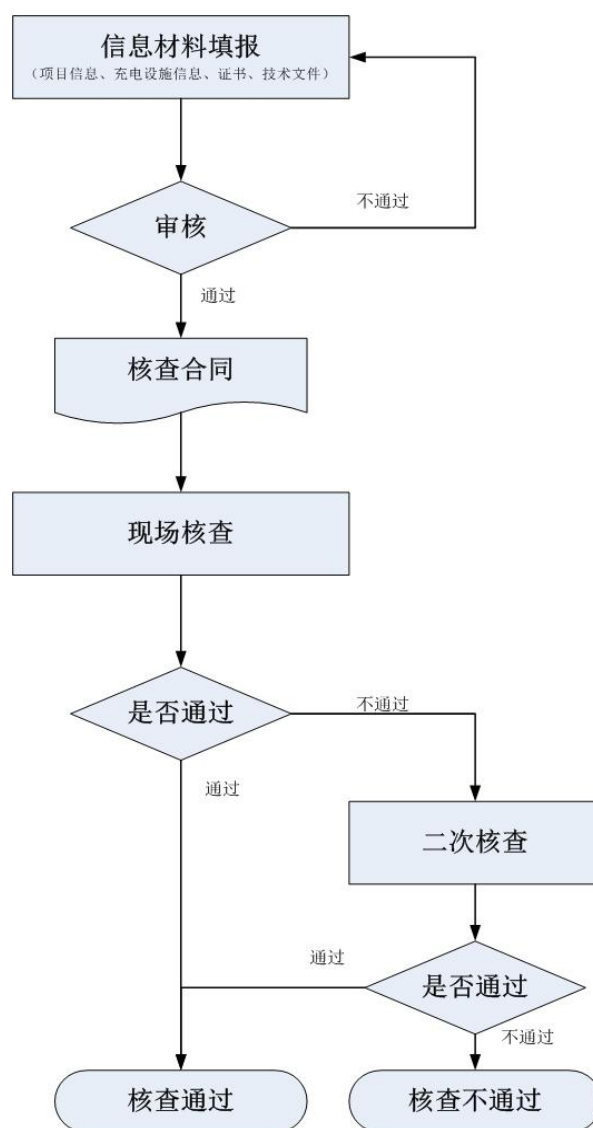 信息材料填报
（项目信息、充电设施信息、证书、技术文件）
审核
不通过
通过
核查合同
现场核查
是否通过
不通过
通过
二次核查
是否通过
通过
不通过
核查通过
核查不通过